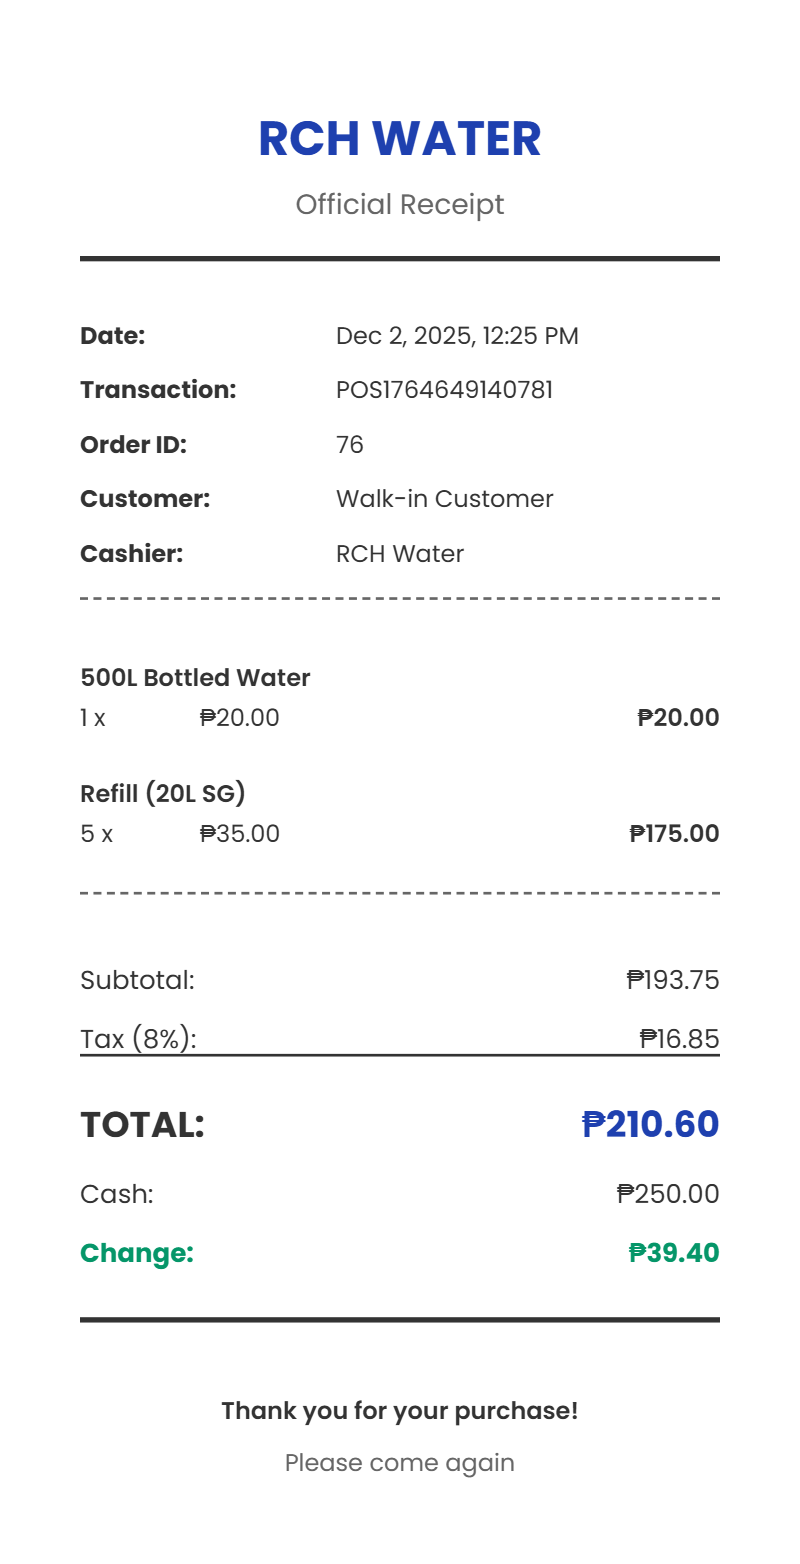 RCH WATER
Official Receipt
Date: Dec 2, 2025, 12:25 PM
Transaction: POS1764649140781
Order ID: 76
Customer: Walk-in Customer
Cashier: RCH Water
500L Bottled Water
1 x ₱20.00 ₱20.00
Refill (20L SG)
5 x ₱35.00 ₱175.00
Subtotal: ₱193.75
Tax (8%): ₱16.85
TOTAL: ₱210.60
Cash: ₱250.00
Change: ₱39.40
Thank you for your purchase!
Please come again